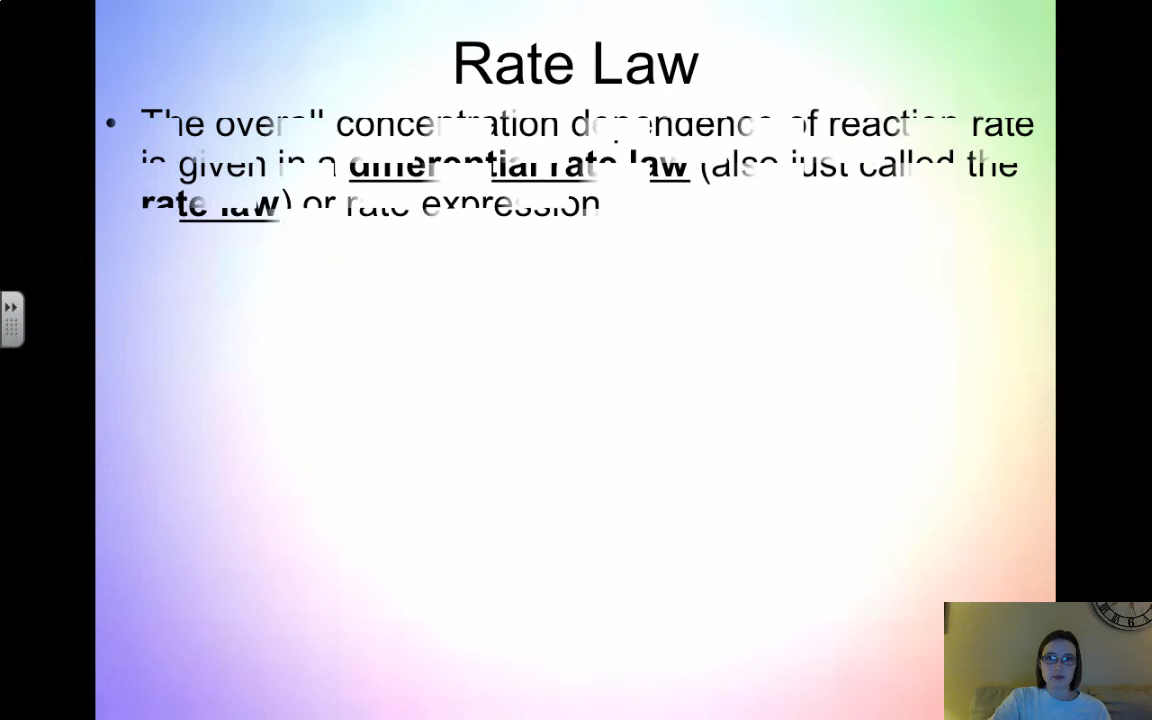 Rate Law
• The overall concentration dependence of reaction rate
is given in a differential rate law (also just called the
rate law) or rate expression